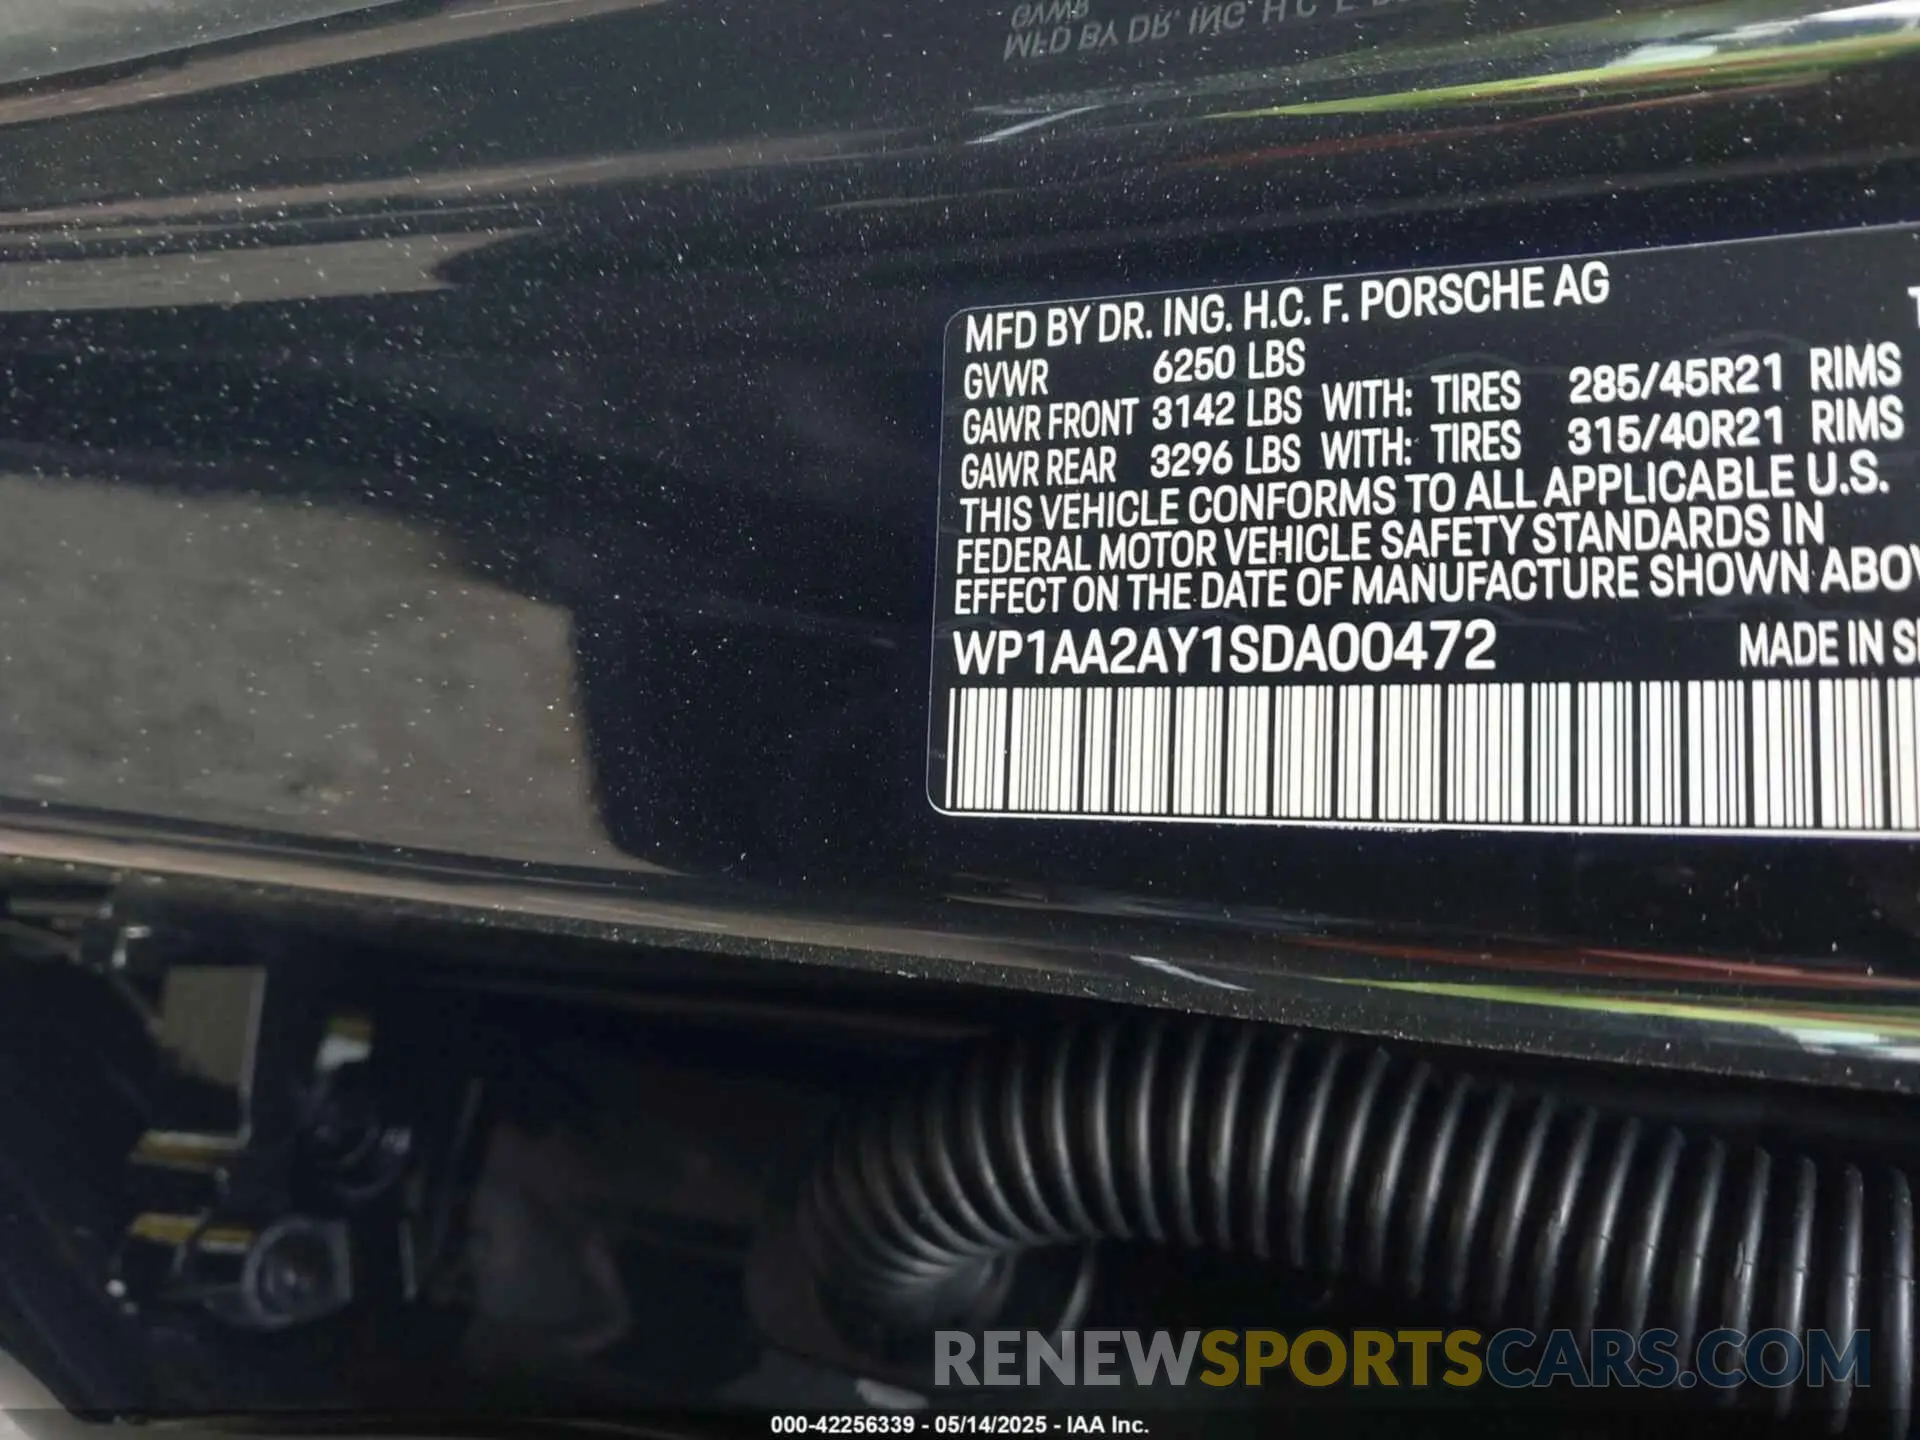 MFD BY DR. ING. H.C. F. PORSCHE AG
GVWR 6250 LBS
GAWR FRONT 3142 LBS WITH: TIRES 285/45R21 RIMS
GAWR REAR 3296 LBS WITH: TIRES 315/40R21 RIMS
THIS VEHICLE CONFORMS TO ALL APPLICABLE U.S.
FEDERAL MOTOR VEHICLE SAFETY STANDARDS IN
EFFECT ON THE DATE OF MANUFACTURE SHOWN
WP1AA2AY1SDA00472 MADE IN
RENEWSPORTSCARS.COM
000-42256339 - 05/14/2025 - IAA Inc.